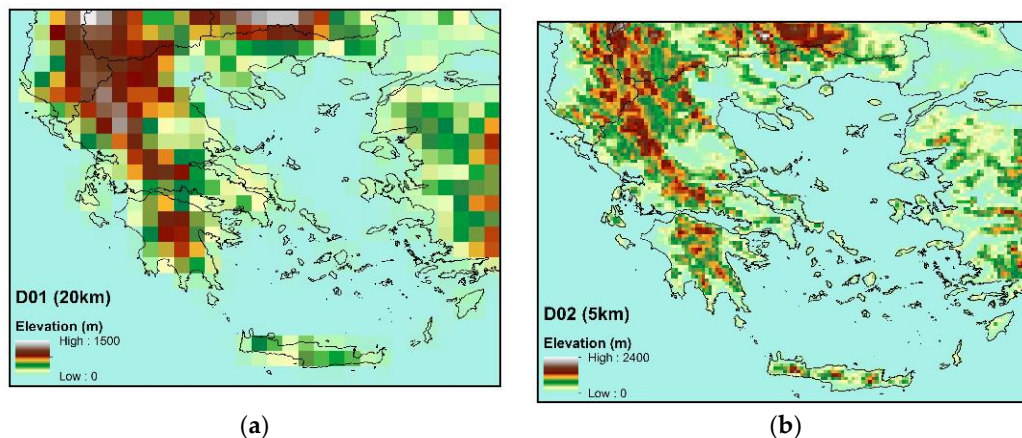 D01 (20km)
Elevation (m)
High : 1500
Low : 0
(a)
D02 (5km)
Elevation (m)
High : 2400
Low : 0
(b)